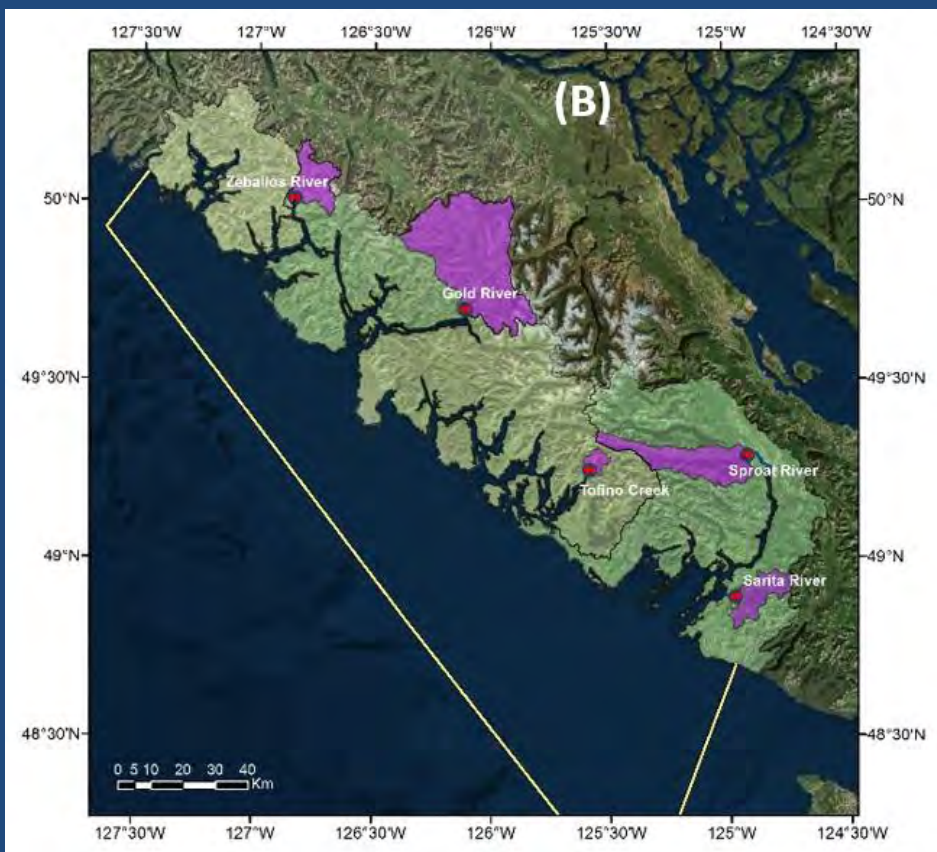 127°30'W 127°W 126°30'W 126°W 125°30'W 125°W 124°30'W
(B)
Zeballos River
50°N 50°N
Gold River
49°30'N 49°30'N
Sproat River
Tofino Creek
49°N 49°N
Sarita River
48°30'N 48°30'N
0 5 10 20 30 40
Km
127°30'W 127°W 126°30'W 126°W 125°30'W 125°W 124°30'W